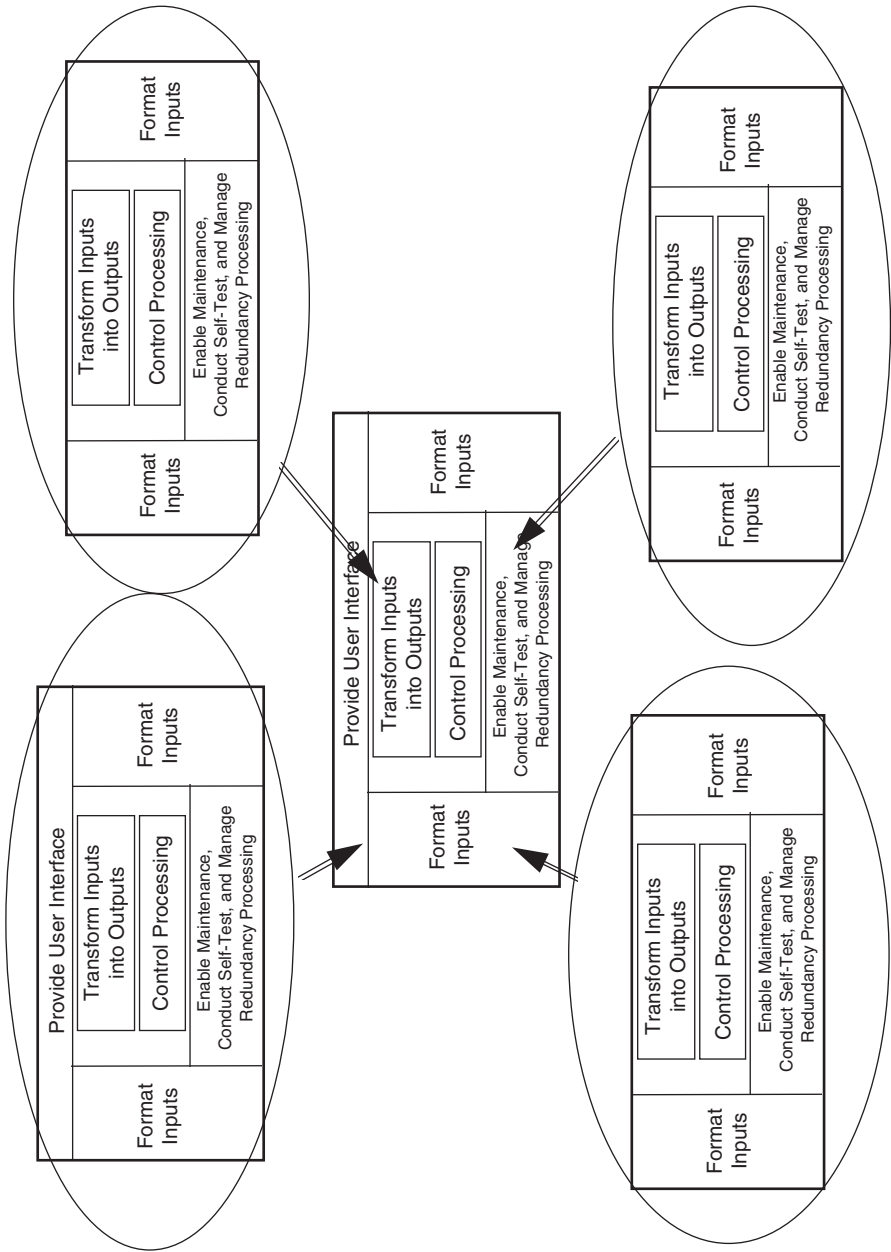 Provide User Interface
Format
Inputs
Transform Inputs
into Outputs
Control Processing
Enable Maintenance,
Conduct Self-Test, and Manage
Redundancy Processing
Format
Inputs
Format
Inputs
Transform Inputs
into Outputs
Control Processing
Enable Maintenance,
Conduct Self-Test, and Manage
Redundancy Processing
Format
Inputs
Provide User Interface
Format
Inputs
Transform Inputs
into Outputs
Control Processing
Enable Maintenance,
Conduct Self-Test, and Manage
Redundancy Processing
Format
Inputs
Format
Inputs
Transform Inputs
into Outputs
Control Processing
Enable Maintenance,
Conduct Self-Test, and Manage
Redundancy Processing
Format
Inputs
Format
Inputs
Transform Inputs
into Outputs
Control Processing
Enable Maintenance,
Conduct Self-Test, and Manage
Redundancy Processing
Format
Inputs